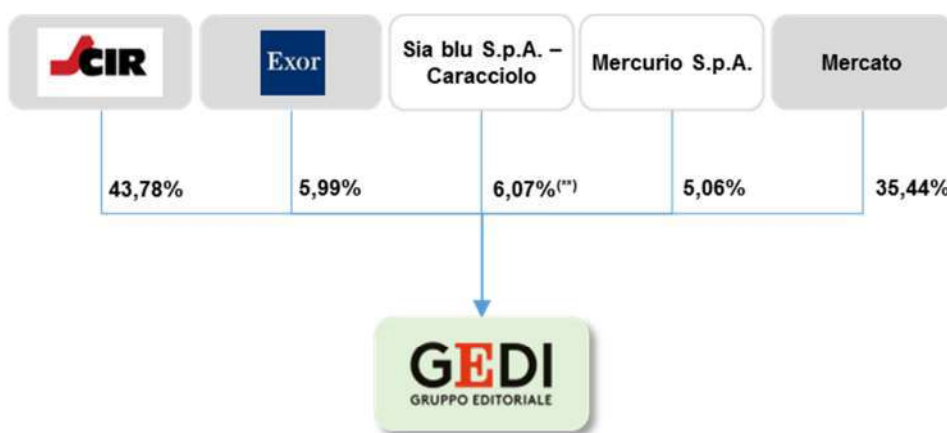 CIR
Exor
Sia blu S.p.A. –
Caracciolo
Mercurio S.p.A.
Mercato
43,78%
5,99%
6,07%(**)
5,06%
35,44%
GEDI
GRUPPO EDITORIALE